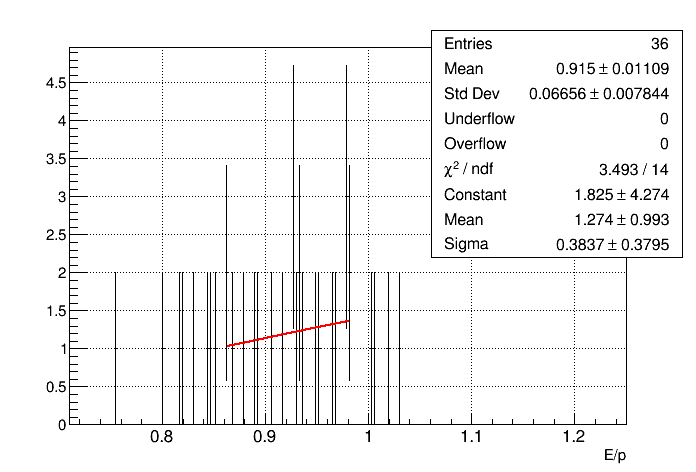 Entries 36
Mean 0.915 ± 0.01109
Std Dev 0.06656 ± 0.007844
Underflow 0
Overflow 0
χ² / ndf 3.493 / 14
Constant 1.825 ± 4.274
Mean 1.274 ± 0.993
Sigma 0.3837 ± 0.3795
4.5
4
3.5
3
2.5
2
1.5
1
0.5
0
0.8 0.9 1 1.1 1.2
E/p